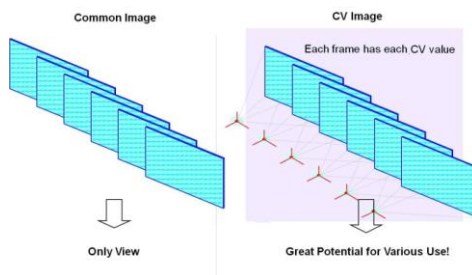 Common Image
CV Image
Each frame has each CV value
Only View
Great Potential for Various Use!